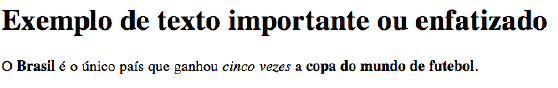 Exemplo de texto importante ou enfatizado
O Brasil é o único país que ganhou cinco vezes a copa do mundo de futebol.